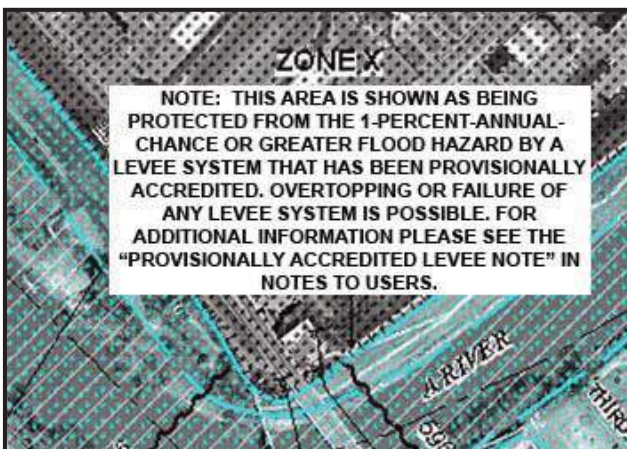 ZONE X
NOTE: THIS AREA IS SHOWN AS BEING
PROTECTED FROM THE 1-PERCENT-ANNUAL-
CHANCE OR GREATER FLOOD HAZARD BY A
LEVEE SYSTEM THAT HAS BEEN PROVISIONALLY
ACCREDITED. OVERTOPPING OR FAILURE OF
ANY LEVEE SYSTEM IS POSSIBLE. FOR
ADDITIONAL INFORMATION PLEASE SEE THE
“PROVISIONALLY ACCREDITED LEVEE NOTE” IN
NOTES TO USERS.
A RIVER
THIRD